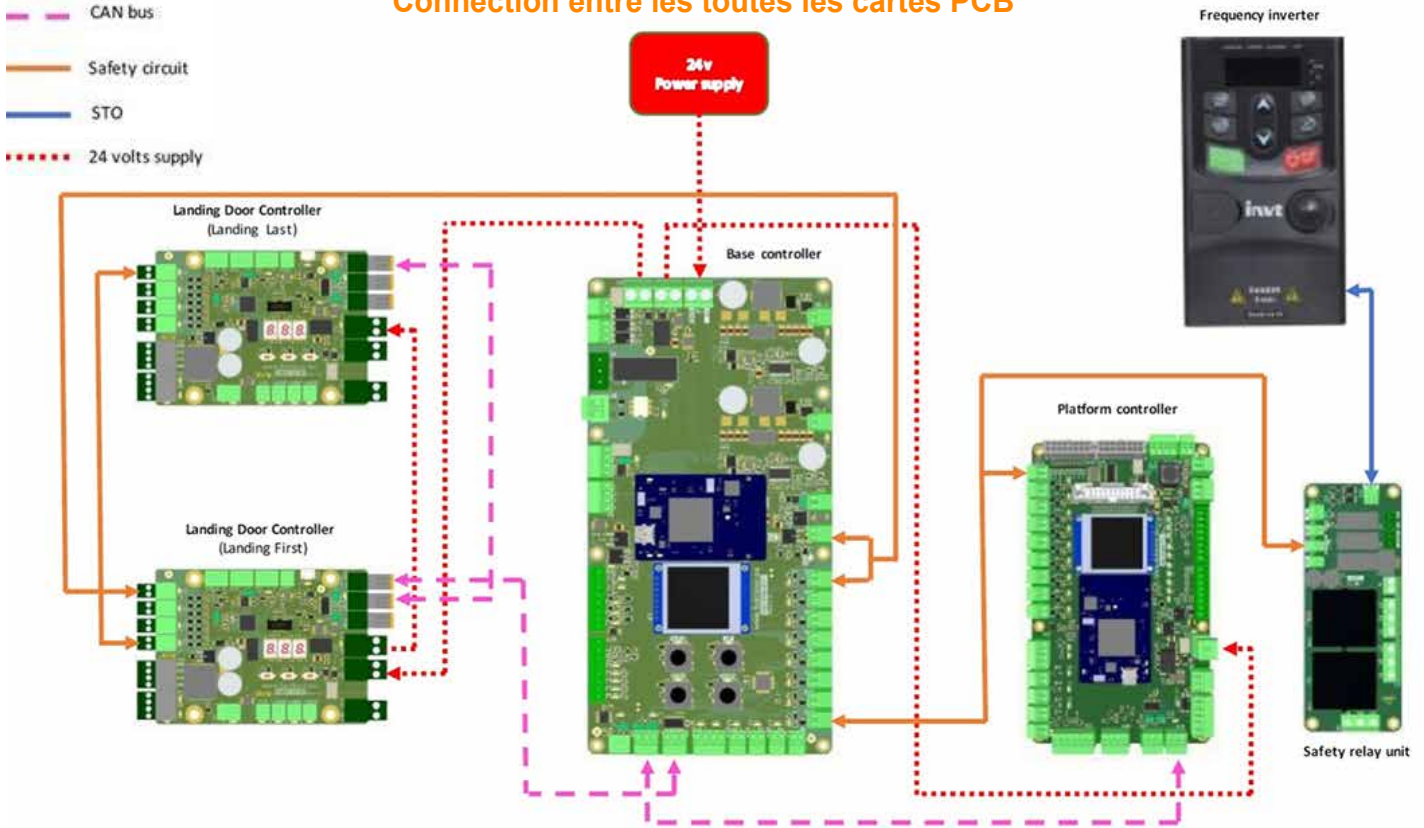 Connection entre les toutes les cartes PCB
CAN bus
Safety circuit
STO
24 volts supply
24v
Power supply
Frequency inverter
invt
Landing Door Controller
(Landing Last)
Base controller
Platform controller
Landing Door Controller
(Landing First)
Safety relay unit